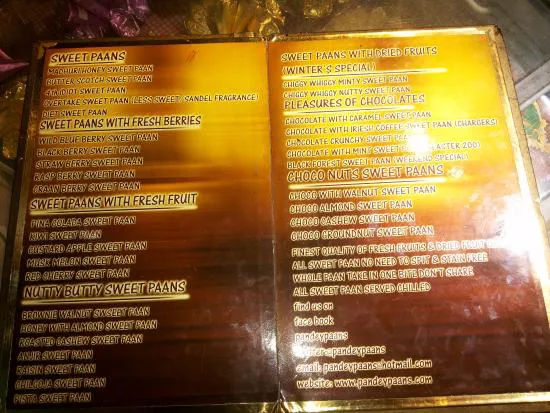 SWEET PAANS
MADHURI HONEY SWEET PAAN
BUTTER SCOTCH SWEET PAAN
4TH IDIOT SWEET PAAN
OVERTAKE SWEET PAAN (LESS SWEET/ SANDEL FRAGRANCE)
DIET SWEET PAAN
SWEET PAANS WITH FRESH BERRIES
WILD BLUE BERRY SWEET PAAN
BLACK BERRY SWEET PAAN
STRAW BERRY SWEET PAAN
RASP BERRY SWEET PAAN
CRAAN BERRY SWEET PAAN
SWEET PAANS WITH FRESH FRUIT
PINA COLADA SWEET PAAN
KIWI SWEET PAAN
CUSTARD APPLE SWEET PAAN
MUSK MELON SWEET PAAN
RED CHERRY SWEET PAAN
NUTTY BUTTY SWEET PAANS
BROWNIE WALNUT SWSEET PAAN
HONEY WITH ALMOND SWEET PAAN
ROASTED CASHEW SWEET PAAN
ANJIR SWEET PAAN
RAISIN SWEET PAAN
CHILGOJA SWEET PAAN
PISTA SWEET PAAN
SWEET PAANS WITH DRIED FRUITS
(WINTER'S SPECIAL)
CHIGGY WHIGGY MINTY SWEET PAAN
CHIGGY WHIGGY NUTTY SWEET PAAN
PLEASURES OF CHOCOLATES
CHOCOLATE WITH CARAMEL SWEET PAAN
CHOCOLATE WITH IRIESH COFFEE SWEET PAAN (CHARGERS)
CHOCOLATE CRUNCHY SWEET PAAN
CHOCOLATE WITH MINT SWEET PAAN 200)
BLACK FOREST SWEET PAAN (WEEKEND SPECIAL)
CHOCO NUTS SWEET PAANS
CHOCO WITH WALNUT SWEET PAAN
CHOCO ALMOND SWEET PAAN
CHOCO CASHEW SWEET PAAN
CHOCO GROUNDNUT SWEET PAAN
FINEST QUALITY OF FRESH FRUITS & DRIED FRUIT
ALL SWEET PAAN NO NEED TO SPIT & STAIN FREE
WHOLE PAAN TAKE IN ONE BITE DON'T SHARE
ALL SWEET PAAN SERVED CHILLED
find us on
face book
pandeypaans
pandeypaans
email: pandeypaans@hotmail.com
website: www.pandeypaans.com